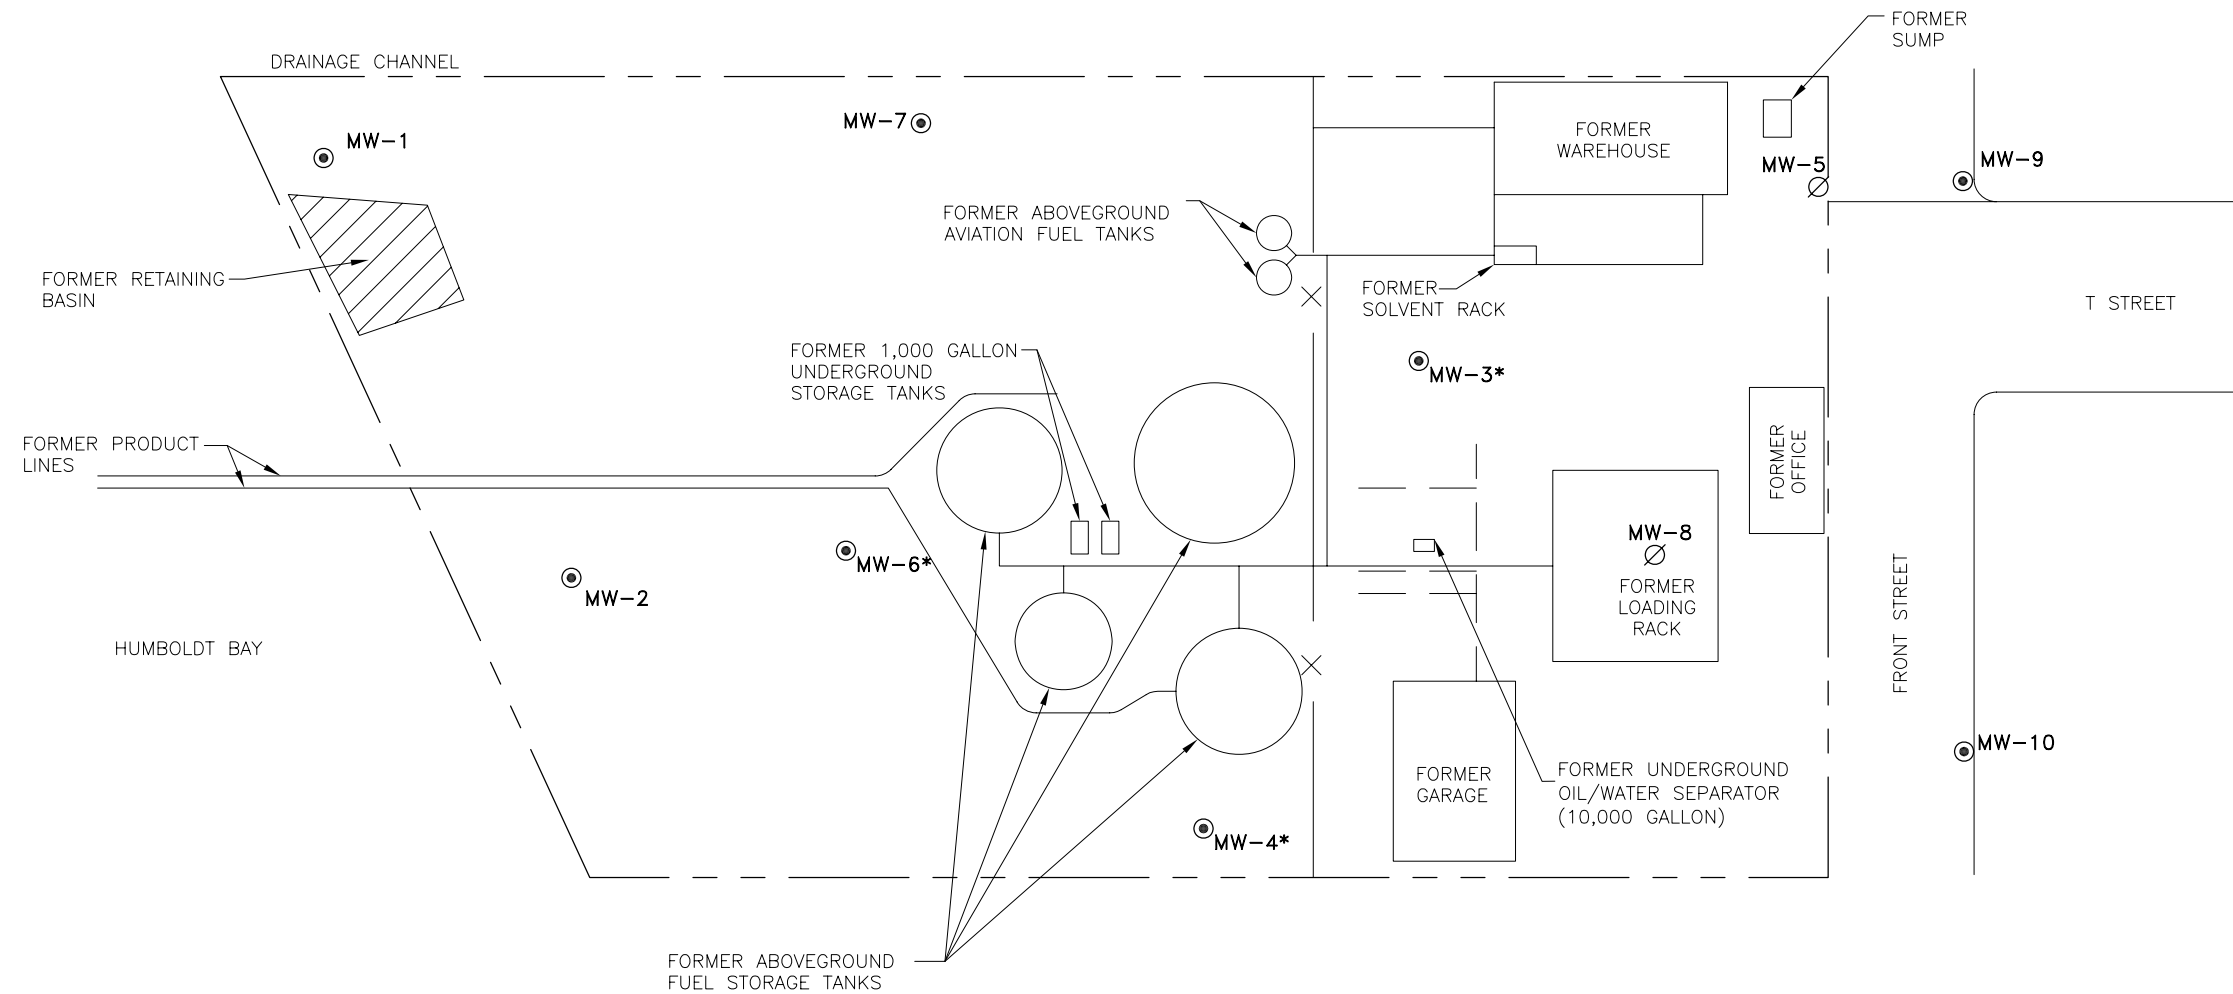 FORMER
SUMP
DRAINAGE CHANNEL
MW-7
MW-1
FORMER
WAREHOUSE
MW-5
MW-9
FORMER ABOVEGROUND
AVIATION FUEL TANKS
FORMER RETAINING
BASIN
FORMER
SOLVENT RACK
T STREET
FORMER 1,000 GALLON
UNDERGROUND
STORAGE TANKS
MW-3*
FORMER PRODUCT
LINES
FORMER
OFFICE
MW-8
MW-6*
MW-2
FORMER
LOADING
RACK
FRONT STREET
HUMBOLDT BAY
MW-10
FORMER
GARAGE
FORMER UNDERGROUND
OIL/WATER SEPARATOR
(10,000 GALLON)
MW-4*
FORMER ABOVEGROUND
FUEL STORAGE TANKS